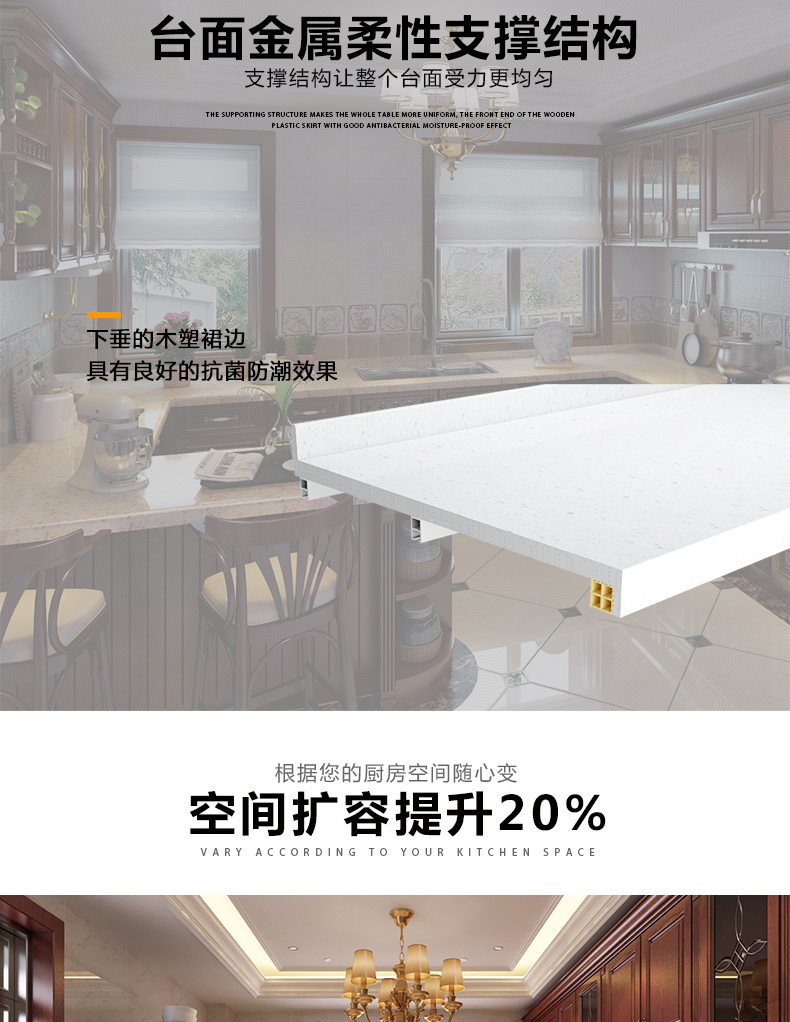 台面金属柔性支撑结构
支撑结构让整个台面受力更均匀
THE SUPPORTING STRUCTURE MAKES THE WHOLE TABLE MORE UNIFORM, THE FRONT END OF THE WOODEN
PLASTIC SKIRT WITH GOOD ANTIBACTERIAL MOISTURE-PROOF EFFECT
下垂的木塑裙边
具有良好的抗菌防潮效果
根据您的厨房空间随心变
空间扩容提升20%
VARY ACCORDING TO YOUR KITCHEN SPACE